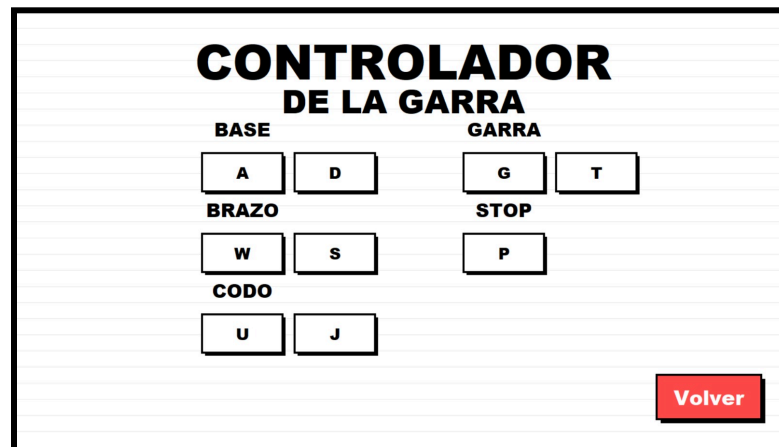 CONTROLADOR
DE LA GARRA
BASE
A D
BRAZO
W S
CODO
U J
GARRA
G T
STOP
P
Volver